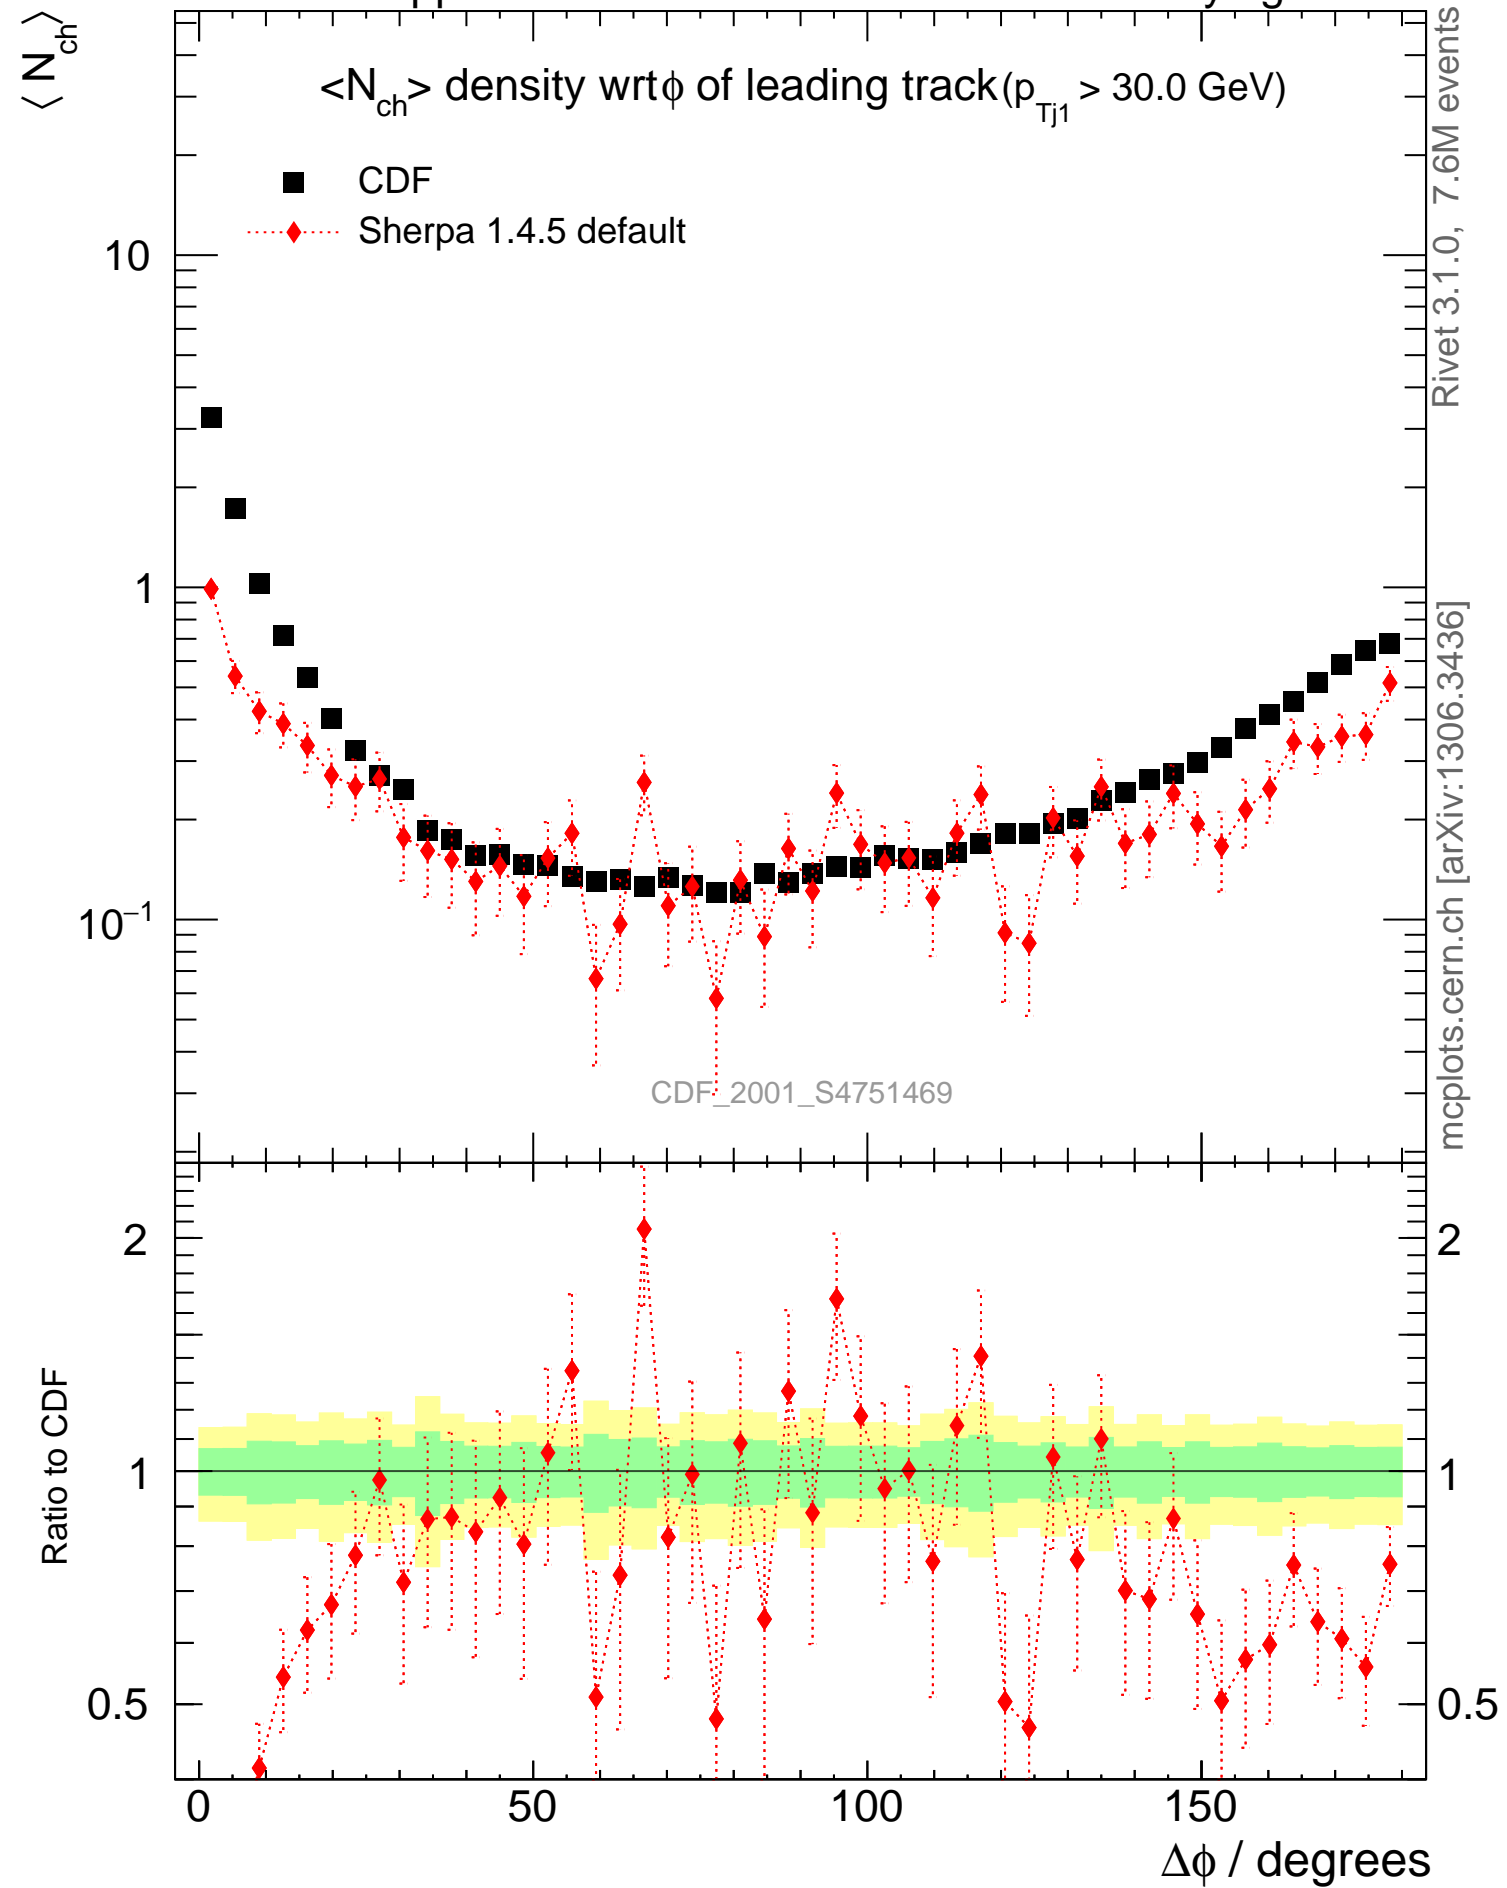 ⟨ N_ch ⟩
<N_ch> density wrt ϕ of leading track (p_Tj1 > 30.0 GeV)
CDF
Sherpa 1.4.5 default
10
1
10⁻¹
CDF_2001_S4751469
Rivet 3.1.0, 7.6M events
mcplots.cern.ch [arXiv:1306.3436]
Ratio to CDF
2
1
0.5
2
1
0.5
0 50 100 150
Δϕ / degrees